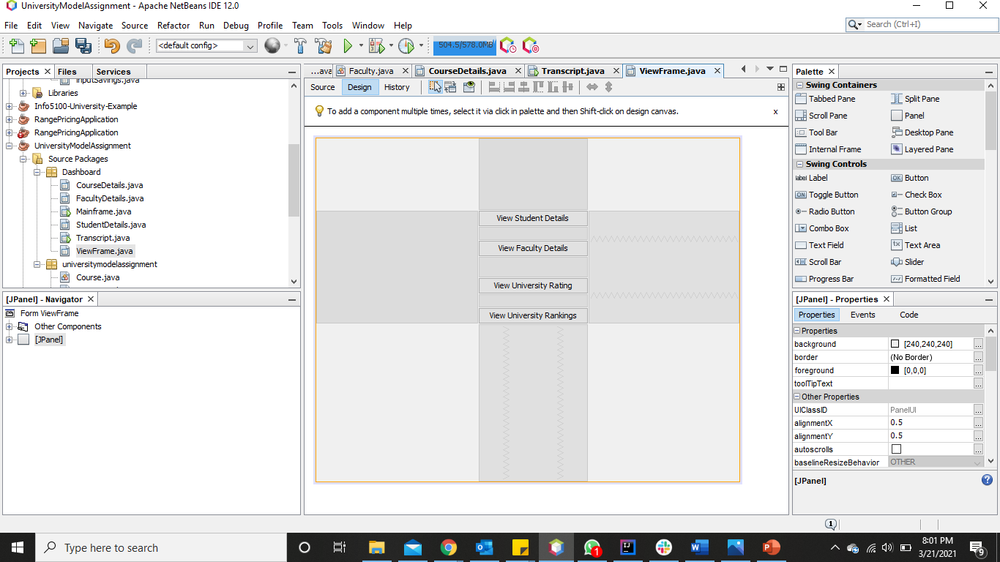 UniversityModelAssignment - Apache NetBeans IDE 12.0
File Edit View Navigate Source Refactor Run Debug Profile Team Tools Window Help
Search (Ctrl+I)
<default config>
504.5/578.0MB
Projects Files Services
InputSavings.java
Libraries
Info5100-University-Example
RangePricingApplication
RangePricingApplication
UniversityModelAssignment
Source Packages
Dashboard
CourseDetails.java
FacultyDetails.java
Mainframe.java
StudentDetails.java
Transcript.java
ViewFrame.java
universitymodelassignment
Course.java
[JPanel] - Navigator
Form ViewFrame
Other Components
[JPanel]
...ava Faculty.java CourseDetails.java Transcript.java ViewFrame.java
Source Design History
To add a component multiple times, select it via click in palette and then Shift-click on design canvas.
x
View Student Details
View Faculty Details
View University Rating
View University Rankings
Palette
Swing Containers
Tabbed Pane Split Pane
Scroll Pane Panel
Tool Bar Desktop Pane
Internal Frame Layered Pane
Swing Controls
label Label OK Button
ON Toggle Button Check Box
Radio Button Button Group
Combo Box List
Text Field Text Area
Scroll Bar Slider
Progress Bar Formatted Field
[JPanel] - Properties
Properties Events Code
Properties
background [240,240,240] ...
border (No Border) ...
foreground [0,0,0] ...
toolTipText ...
Other Properties
UIClassID PanelUI ...
alignmentX 0.5 ...
alignmentY 0.5 ...
autoscrolls ...
baselineResizeBehavior OTHER
[JPanel]
?
1
Type here to search
1
8:01 PM
3/21/2021
9